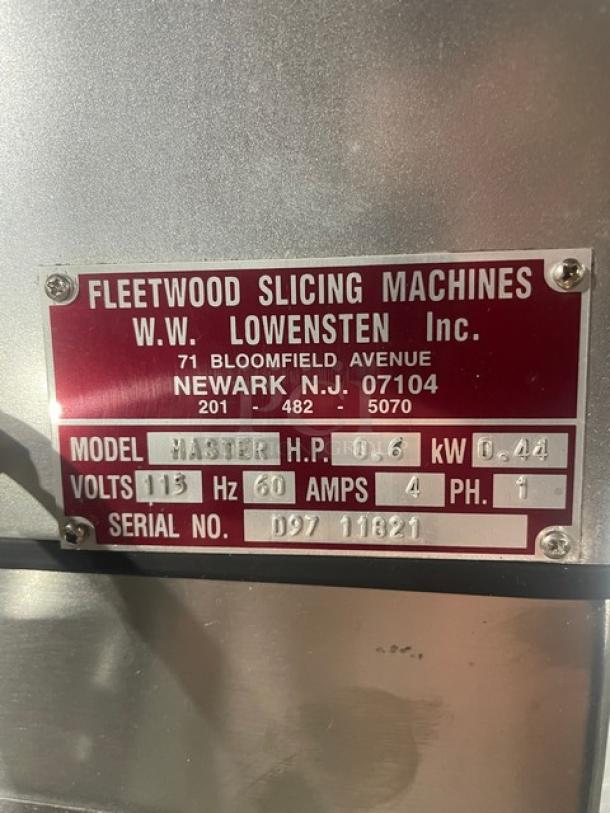 FLEETWOOD SLICING MACHINES
W.W. LOWENSTEN Inc.
71 BLOOMFIELD AVENUE
NEWARK N.J. 07104
201 - 482 - 5070
MODEL MASTER H.P. 0.6 kW 0.44
VOLTS 115 Hz 60 AMPS 4 PH. 1
SERIAL NO. D97 11821